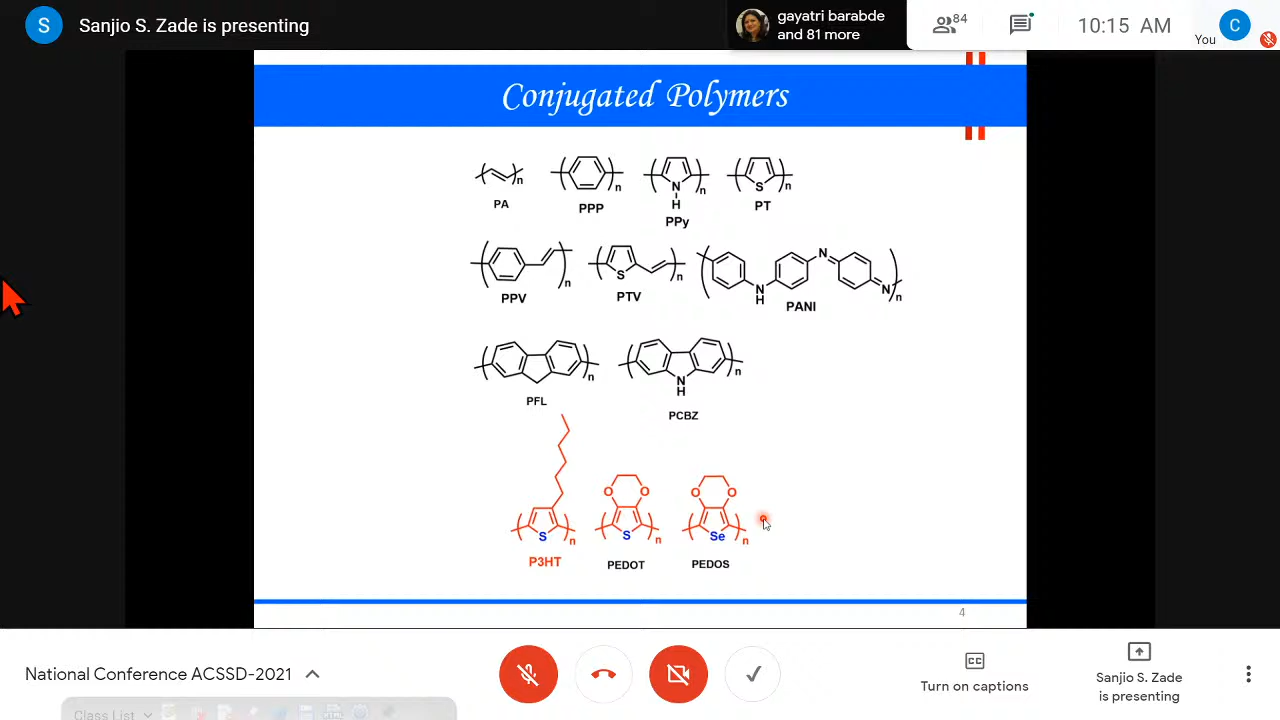 S Sanjio S. Zade is presenting
gayatri barabde
and 81 more
84
10:15 AM
You
C
Conjugated Polymers
n
n
N
H
n
S
n
PA
PPP
PPy
PT
n
S
n
N
H
N
N
n
PPV
PTV
PANI
n
N
H
n
PFL
PCBZ
S
n
O
O
S
n
O
O
Se
n
P3HT
PEDOT
PEDOS
4
National Conference ACSSD-2021
CC
Turn on captions
Sanjio S. Zade
is presenting
Class List